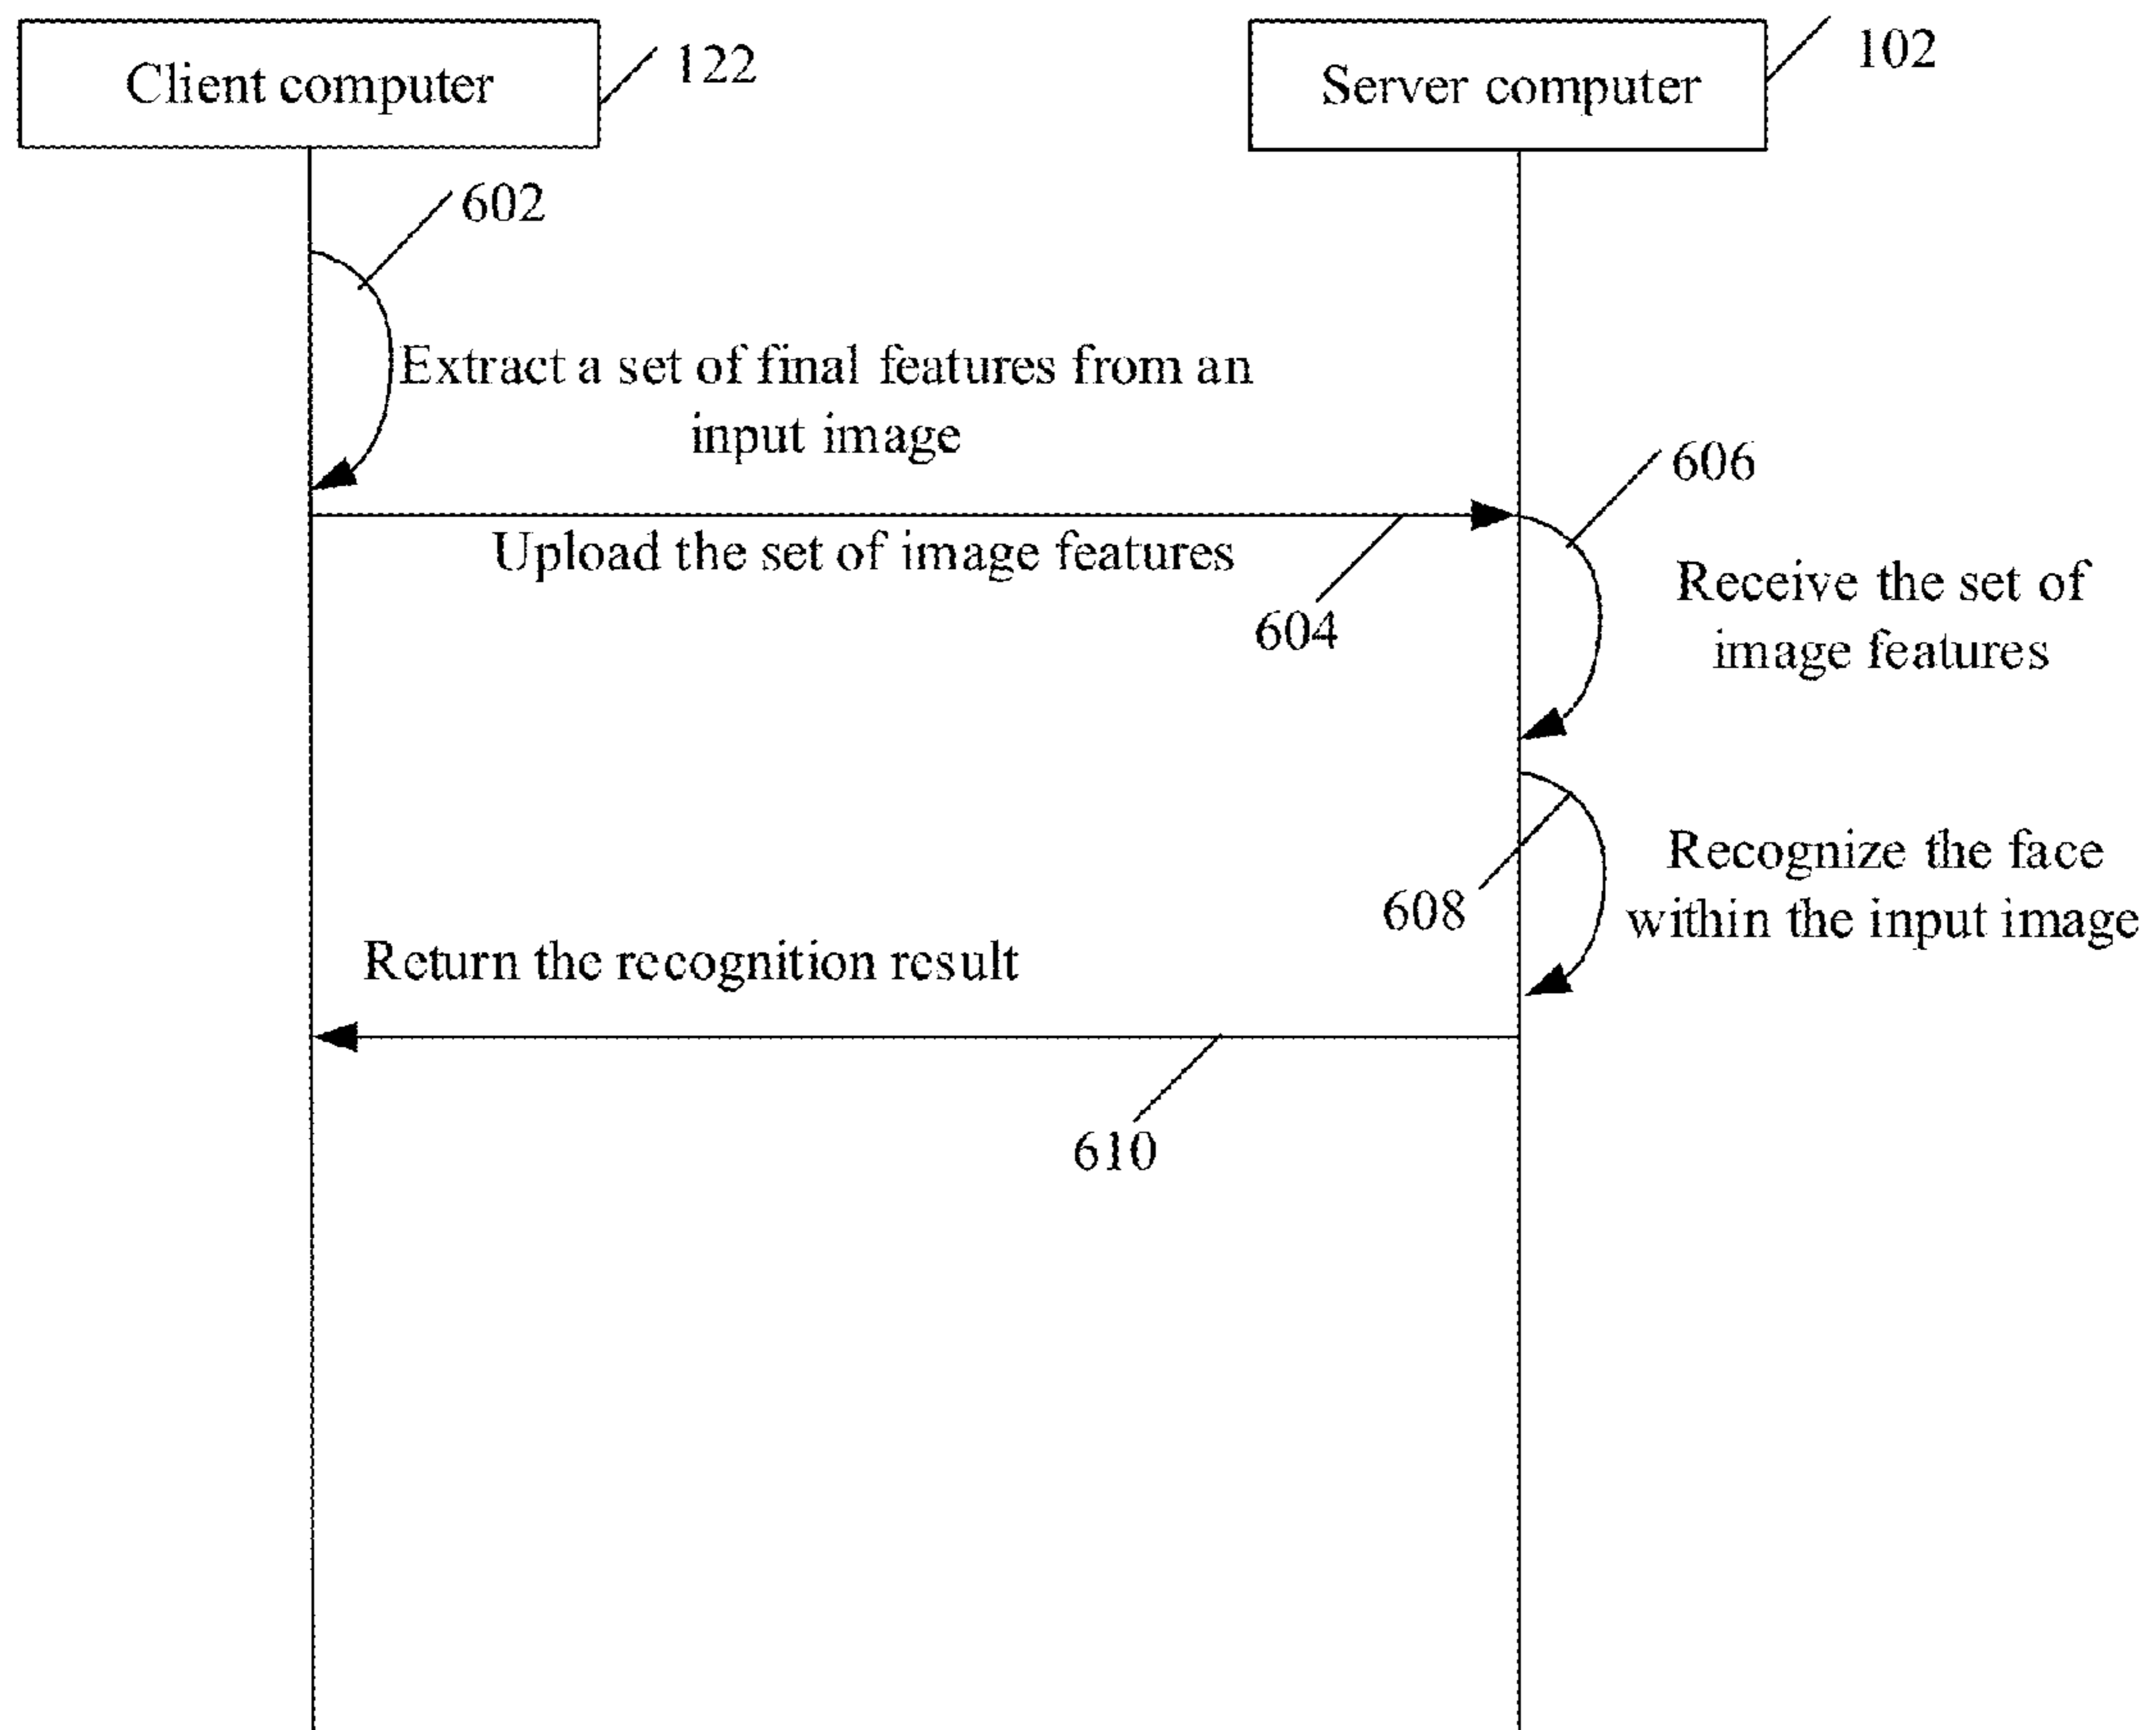 Client computer
122
Server computer
102
602
Extract a set of final features from an
input image
606
Upload the set of image features
604
Receive the set of
image features
Recognize the face
within the input image
608
Return the recognition result
610